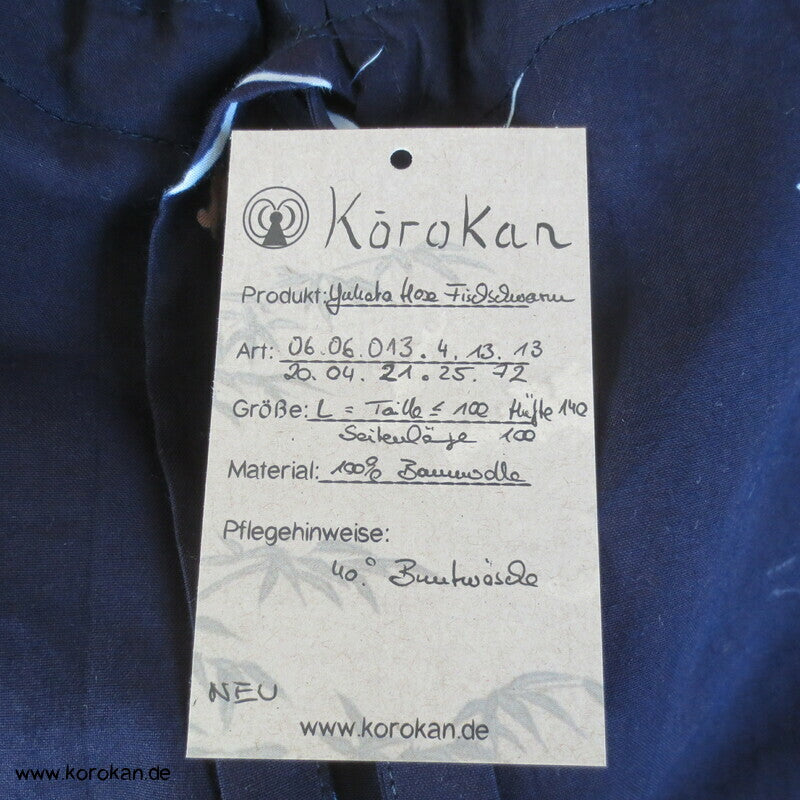 Kōrokan
Produkt: Yukata Hose Fischschwarm
Art: 06.06.013.4.13.13
20.04.21.25.72
Größe: L = Taille ≤ 100 Hüfte 140
Seitenlänge 100
Material: 100% Baumwolle
Pflegehinweise:
40° Buntwäsche
NEU
www.korokan.de
www.korokan.de